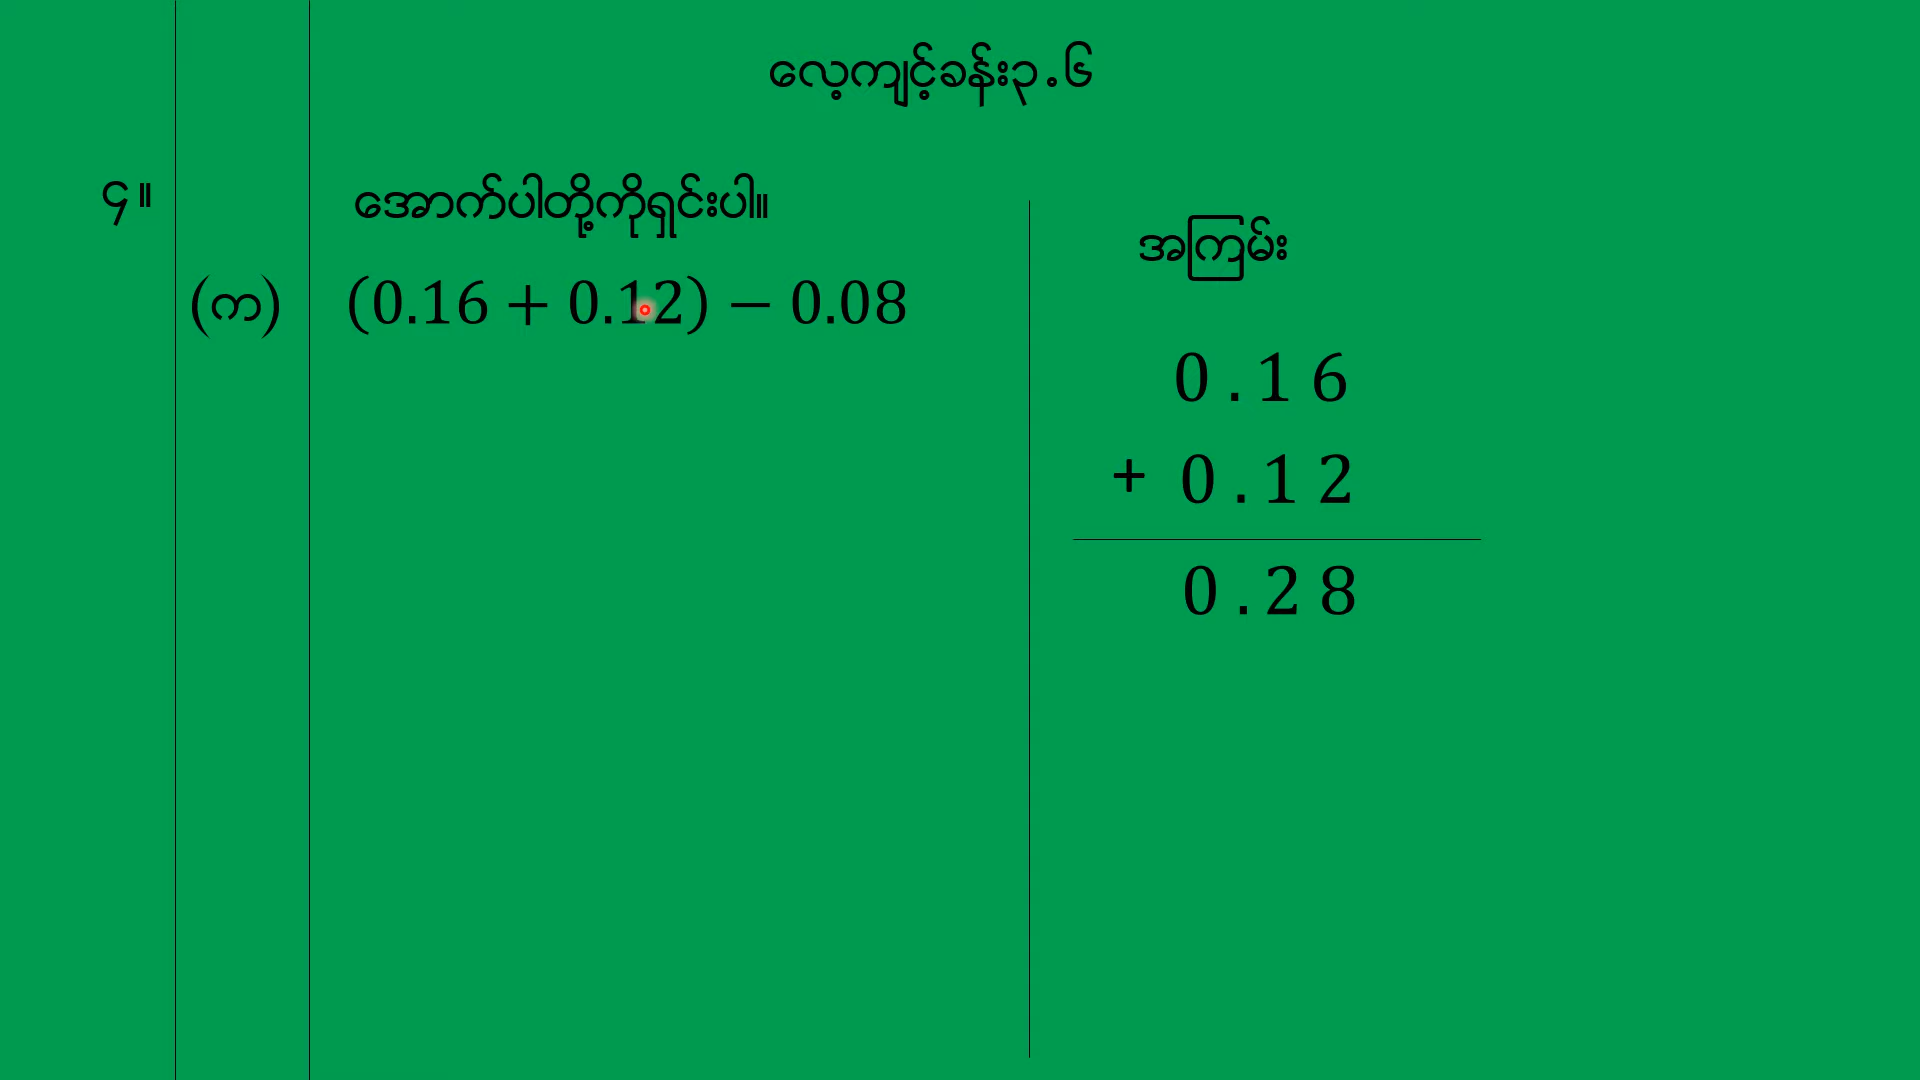 လေ့ကျင့်ခန်း၃.၆
၄။ အောက်ပါတို့ကိုရှင်းပါ။
(က) (0.16 + 0.12) − 0.08
အကြမ်း
0.16
+ 0.12
0.28